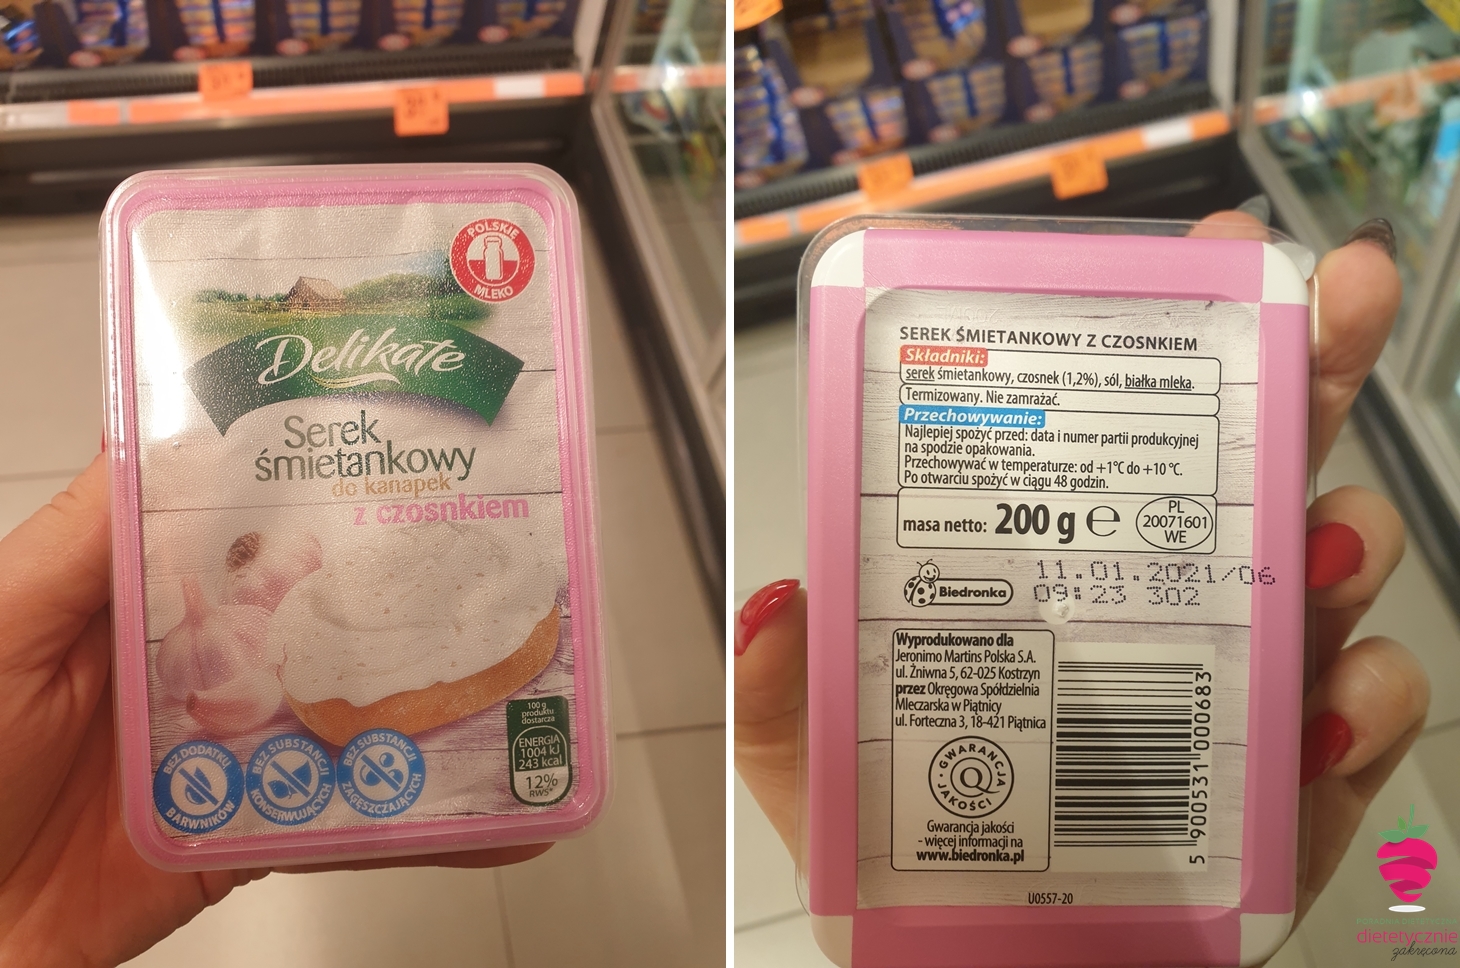 POLSKIE
MLEKO
Delikate
Serek
śmietankowy
do kanapek
z czosnkiem
BEZ DODATKU
BARWNIKÓW
BEZ SUBSTANCJI
KONSERWUJĄCYCH
BEZ SUBSTANCJI
ZAGĘSZCZAJĄCYCH
100 g
produktu
dostarcza
ENERGIA
1004 kJ
243 kcal
12%
RWS*
SEREK ŚMIETANKOWY Z CZOSNKIEM
Składniki:
serek śmietankowy, czosnek (1,2%), sól, białka mleka.
Termizowany. Nie zamrażać.
Przechowywanie:
Najlepiej spożyć przed: data i numer partii produkcyjnej
na spodzie opakowania.
Przechowywać w temperaturze: od +1°C do +10 °C.
Po otwarciu spożyć w ciągu 48 godzin.
masa netto: 200 g ℮
PL
20071601
WE
Biedronka
11.01.2021/06
09:23 302
Wyprodukowano dla
Jeronimo Martins Polska S.A.
ul. Żniwna 5, 62-025 Kostrzyn
przez Okręgowa Spółdzielnia
Mleczarska w Piątnicy
ul. Forteczna 3, 18-421 Piątnica
GWARANCJA
Q
JAKOŚCI
Gwarancja jakości
- więcej informacji na
www.biedronka.pl
5 900531 000683
U0557-20
dietetycznie
zakręcona